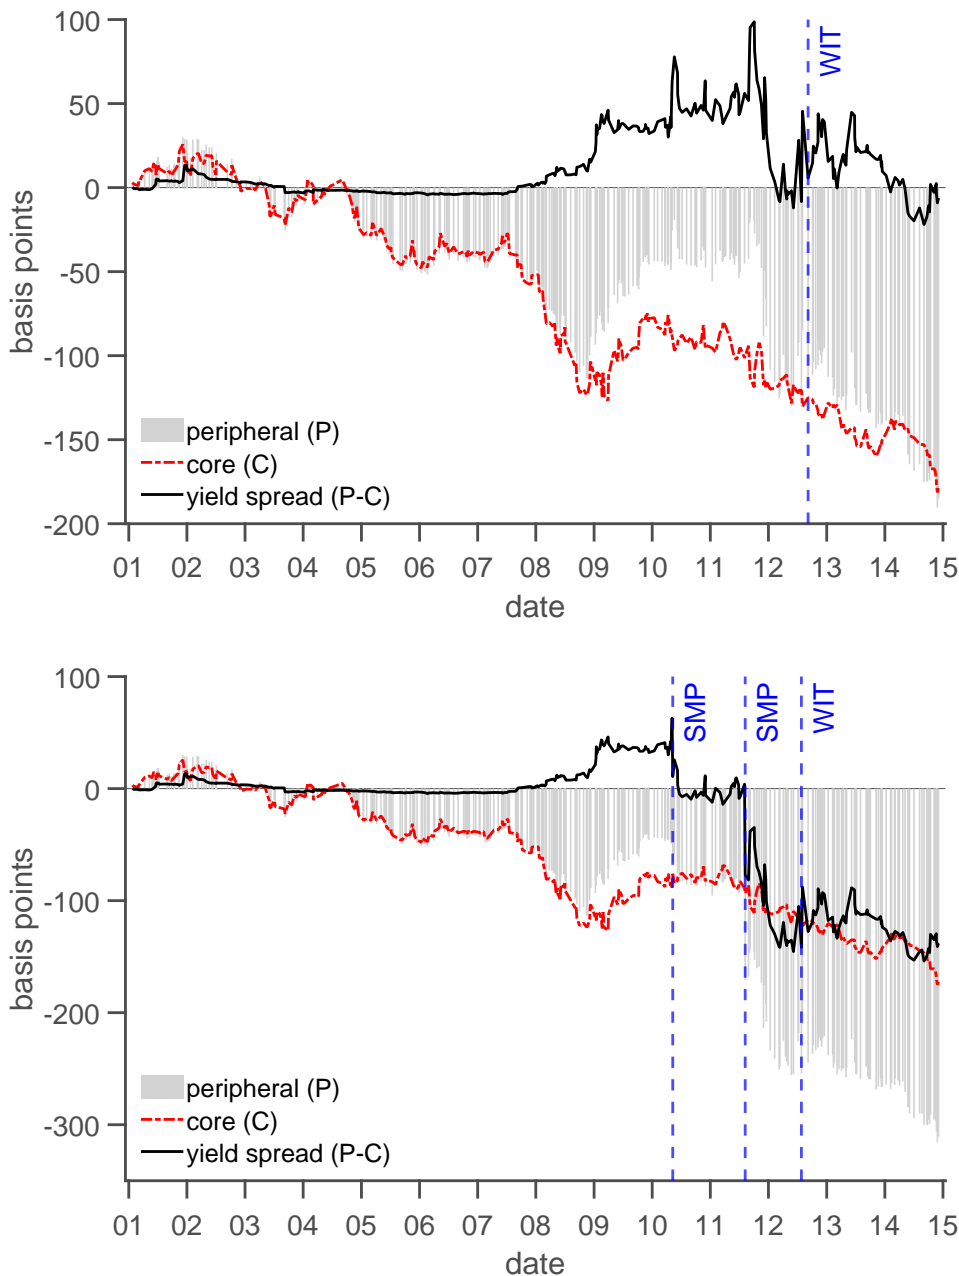 100
50
0
-50
-100
-150
-200
basis points
WIT
peripheral (P)
core (C)
yield spread (P-C)
01 02 03 04 05 06 07 08 09 10 11 12 13 14 15
date
100
0
-100
-200
-300
basis points
SMP
SMP
WIT
peripheral (P)
core (C)
yield spread (P-C)
01 02 03 04 05 06 07 08 09 10 11 12 13 14 15
date